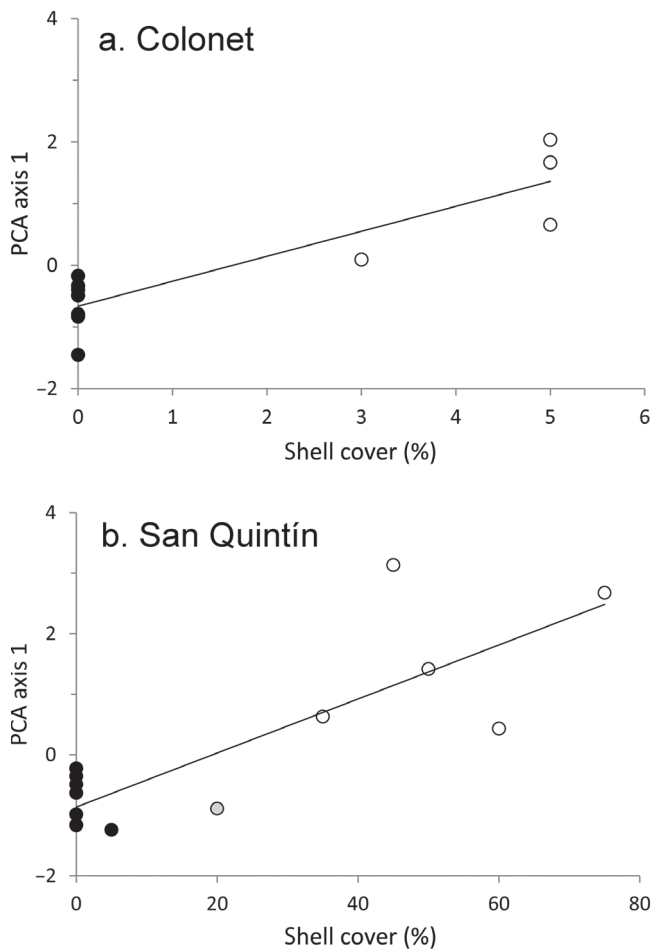 a. Colonet
4
2
0
−2
PCA axis 1
0 1 2 3 4 5 6
Shell cover (%)
b. San Quintín
4
2
0
−2
PCA axis 1
0 20 40 60 80
Shell cover (%)